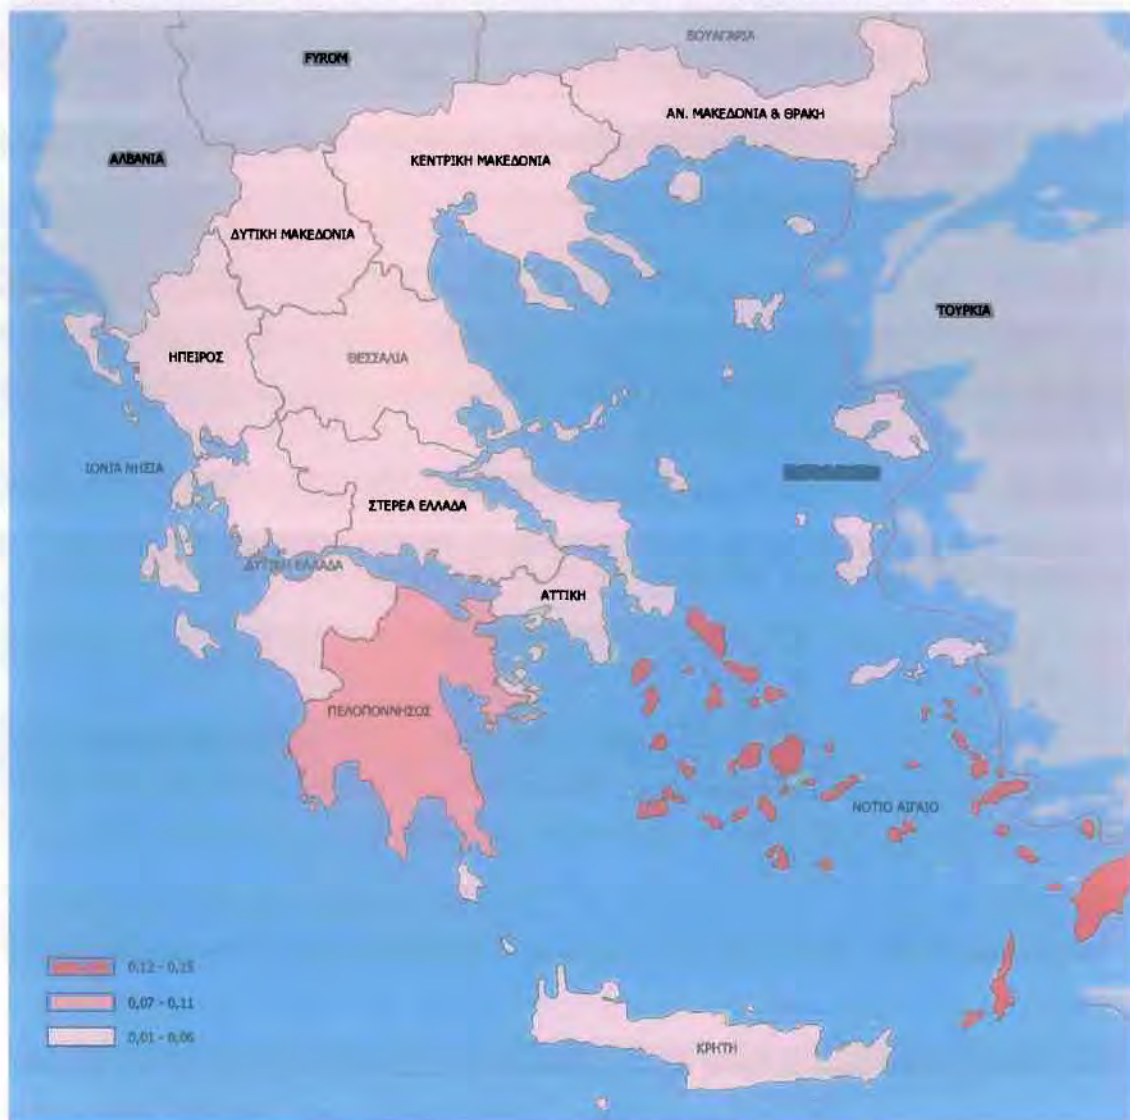 ΒΟΥΛΓΑΡΙΑ
FYROM
ΑΝ. ΜΑΚΕΔΟΝΙΑ & ΘΡΑΚΗ
ΑΛΒΑΝΙΑ
ΚΕΝΤΡΙΚΗ ΜΑΚΕΔΟΝΙΑ
ΔΥΤΙΚΗ ΜΑΚΕΔΟΝΙΑ
ΤΟΥΡΚΙΑ
ΗΠΕΙΡΟΣ
ΘΕΣΣΑΛΙΑ
ΙΟΝΙΑ ΝΗΣΙΑ
ΣΤΕΡΕΑ ΕΛΛΑΔΑ
ΔΥΤΙΚΗ ΕΛΛΑΔΑ
ΑΤΤΙΚΗ
ΠΕΛΟΠΟΝΝΗΣΟΣ
ΝΟΤΙΟ ΑΙΓΑΙΟ
0,12 - 0,15
0,07 - 0,11
0,01 - 0,06
ΚΡΗΤΗ